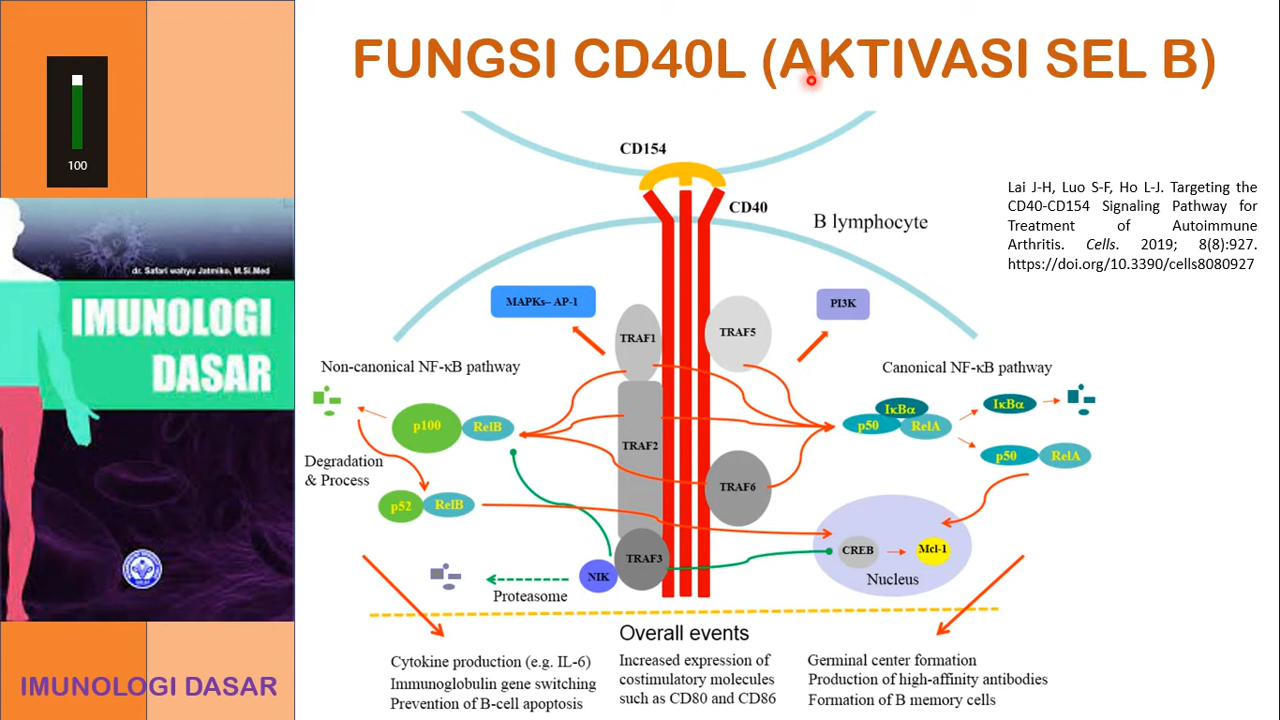 FUNGSI CD40L (AKTIVASI SEL B)
100
dr. Safari wahyu Jatmiko, M.Si.Med
IMUNOLOGI
DASAR
IMUNOLOGI DASAR
CD154
CD40
B lymphocyte
Lai J-H, Luo S-F, Ho L-J. Targeting the
CD40-CD154 Signaling Pathway for
Treatment of Autoimmune
Arthritis. Cells. 2019; 8(8):927.
https://doi.org/10.3390/cells8080927
MAPKs– AP-1
PI3K
TRAF1
TRAF5
Non-canonical NF-κB pathway
Canonical NF-κB pathway
p100
RelB
TRAF2
IκBα
p50
RelA
IκBα
p50
RelA
Degradation
& Process
p52
RelB
TRAF6
TRAF3
NIK
Proteasome
CREB
Mcl-1
Nucleus
Overall events
Cytokine production (e.g. IL-6)
Immunoglobulin gene switching
Prevention of B-cell apoptosis
Increased expression of
costimulatory molecules
such as CD80 and CD86
Germinal center formation
Production of high-affinity antibodies
Formation of B memory cells